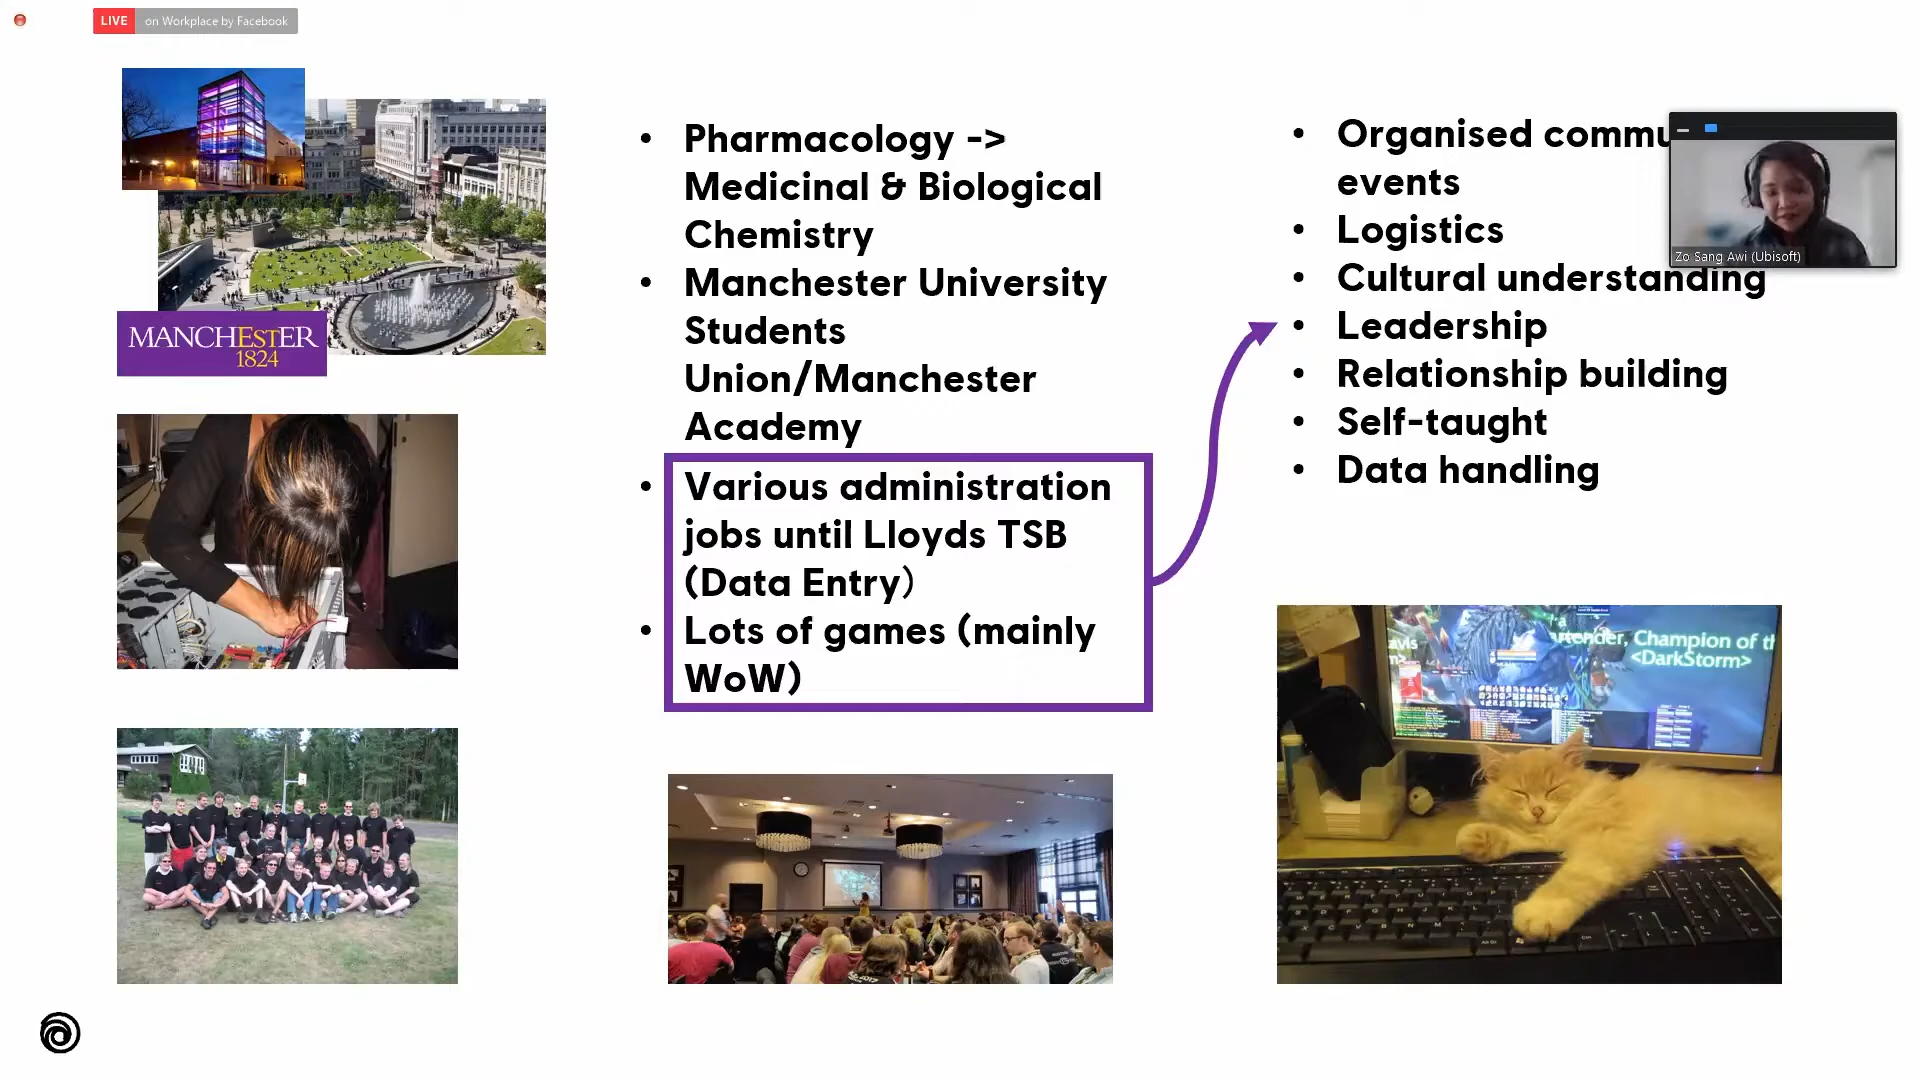 LIVE on Workplace by Facebook
MANCHEStER
1824
• Pharmacology ->
Medicinal & Biological
Chemistry
• Manchester University
Students
Union/Manchester
Academy
• Various administration
jobs until Lloyds TSB
(Data Entry)
• Lots of games (mainly
WoW)
• Organised commu
events
• Logistics
• Cultural understanding
• Leadership
• Relationship building
• Self-taught
• Data handling
Zo Sang Awi (Ubisoft)
Champion of th
<DarkStorm>
2017